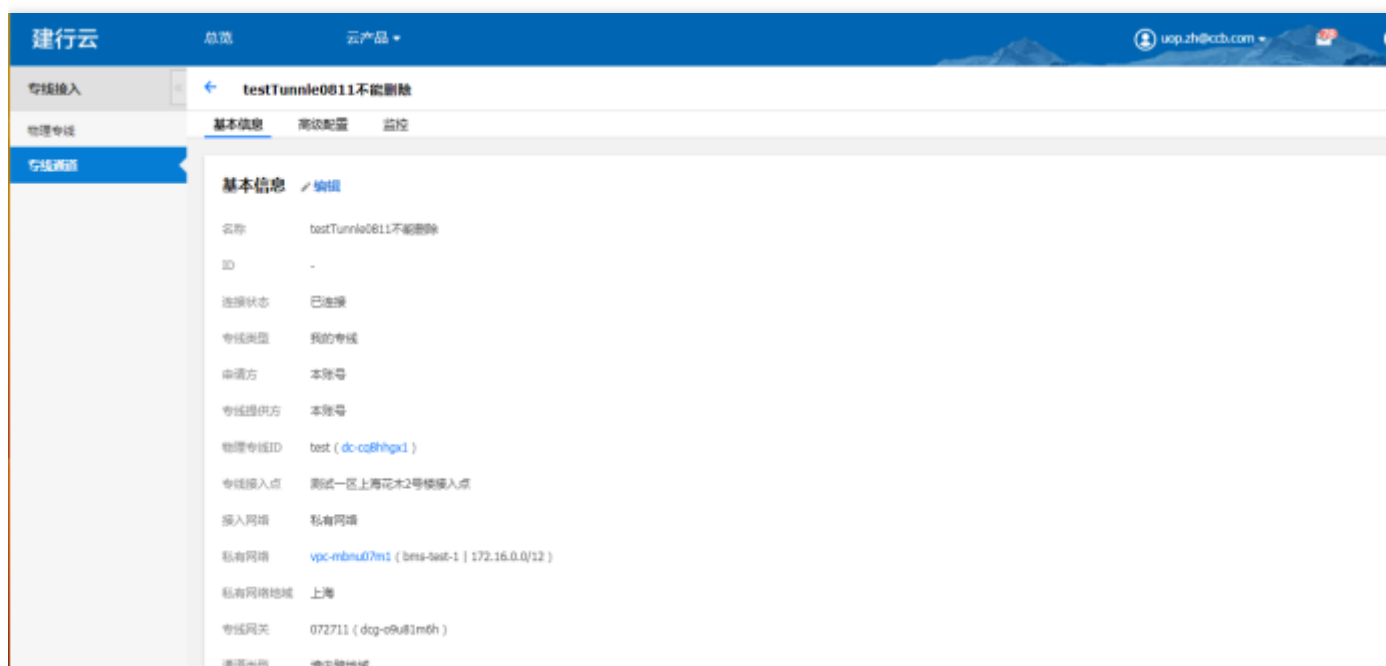 建行云 总览 云产品 uop.zh@ccb.com
专线接入
testTunnle0811不能删除
物理专线
基本信息 高级配置 监控
专线通道
基本信息 编辑
名称 testTunnle0811不能删除
ID -
连接状态 已连接
专线类型 我的专线
申请方 本账号
专线提供方 本账号
物理专线ID test ( dc-cq8hhgx1 )
专线接入点 测试一区上海花木2号楼接入点
接入网络 私有网络
私有网络 vpc-mbnu07m1 ( bms-test-1 | 172.16.0.0/12 )
私有网络地域 上海
专线网关 072711 ( dcg-o9u81m6h )